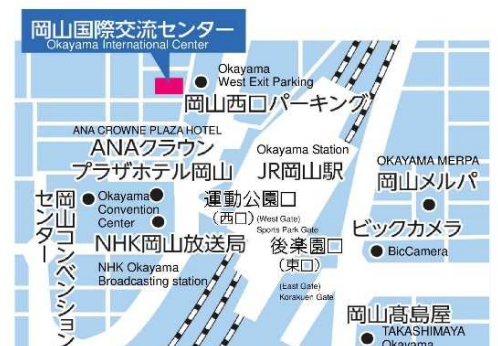 岡山国際交流センター
Okayama International Center
Okayama
West Exit Parking
岡山西口パーキング
ANA CROWNE PLAZA HOTEL
ANAクラウン
プラザホテル岡山
Okayama Station
JR岡山駅
OKAYAMA MERPA
岡山メルパ
岡山コンベンション
センター
Okayama
Convention
Center
運動公園口
(西口)
(West Gate)
Sports Park Gate
NHK岡山放送局
NHK Okayama
Broadcasting station
後楽園口
(東口)
(East Gate)
Korakuen Gate
ビックカメラ
BicCamera
岡山髙島屋
TAKASHIMAYA
Okayama